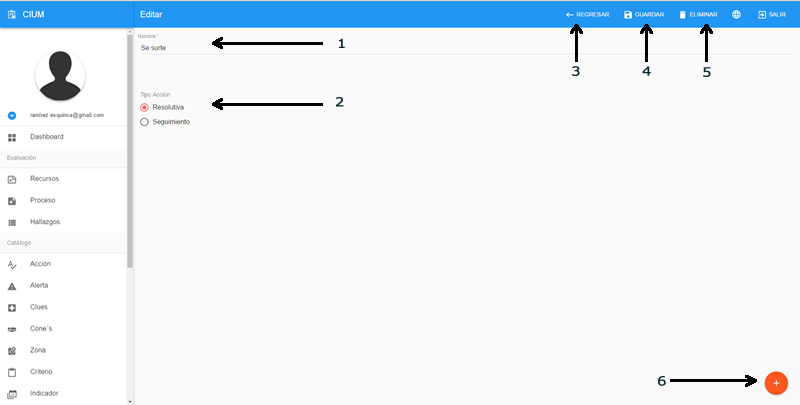 CIUM
Editar
REGRESAR
GUARDAR
ELIMINAR
SALIR
Nombre *
Se surte
1
3
4
5
Tipo Acción
Resolutiva
2
Seguimiento
ramirez.esquinca@gmail.com
Dashboard
Evaluación
Recursos
Proceso
Hallazgos
Catálogo
Acción
Alerta
Clues
Cone´s
Zona
Criterio
Indicador
6
+